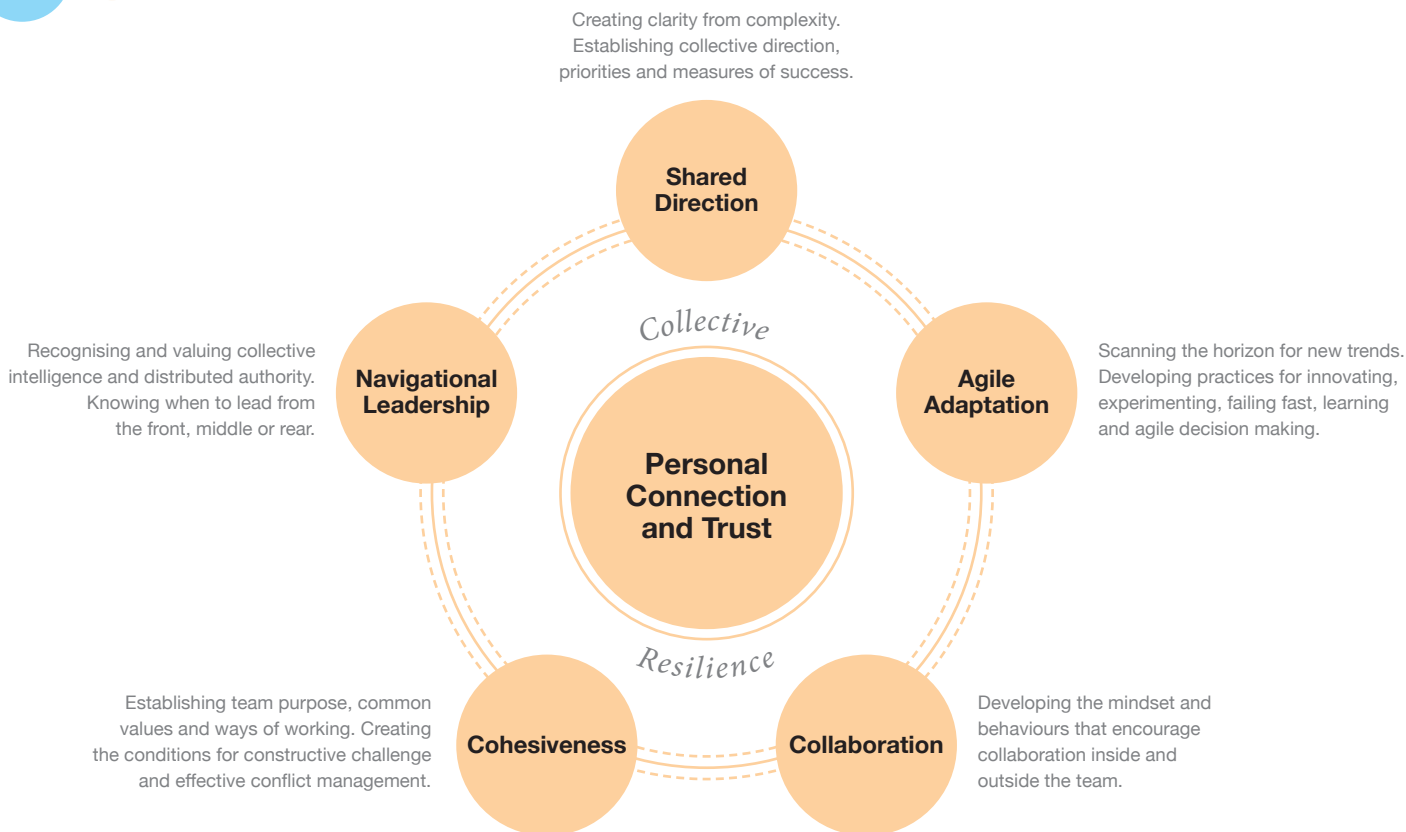 Creating clarity from complexity.
Establishing collective direction,
priorities and measures of success.
Shared
Direction
Collective
Recognising and valuing collective
intelligence and distributed authority.
Knowing when to lead from
the front, middle or rear.
Navigational
Leadership
Agile
Adaptation
Scanning the horizon for new trends.
Developing practices for innovating,
experimenting, failing fast, learning
and agile decision making.
Personal
Connection
and Trust
Resilience
Establishing team purpose, common
values and ways of working. Creating
the conditions for constructive challenge
and effective conflict management.
Cohesiveness
Collaboration
Developing the mindset and
behaviours that encourage
collaboration inside and
outside the team.